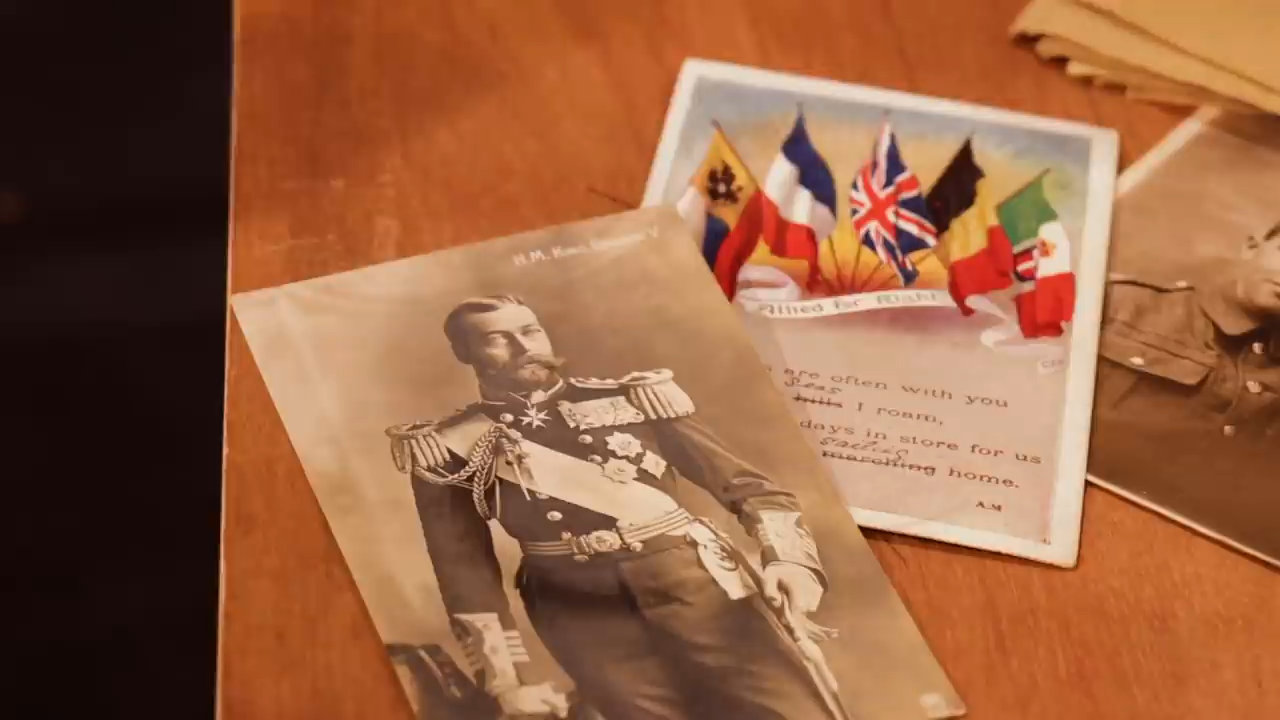 H.M. King George V
Allied for Right
are often with you
Seas
hills I roam,
days in store for us
sailing
marching home.
A.M